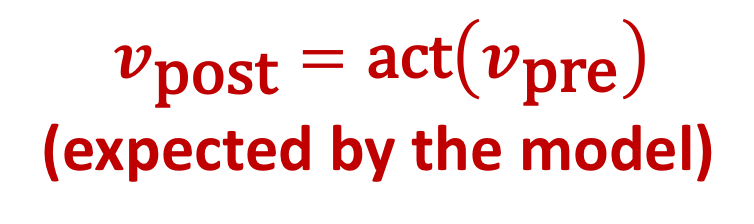 v_post = act(v_pre)
(expected by the model)